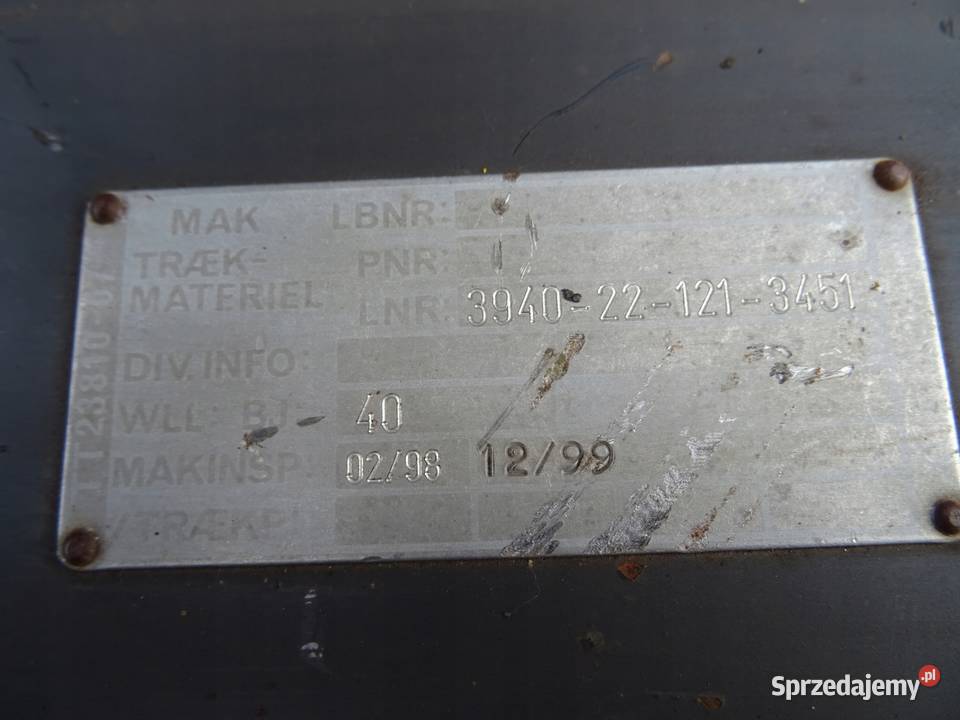 MAK LBNR:
TRÆK- PNR:
MATERIEL LNR: 3940-22-121-3451
DIV. INFO:
WLL: BJ: 40
MAKINSP 02/98 12/99
/TRÆKP
Sprzedajemy.pl